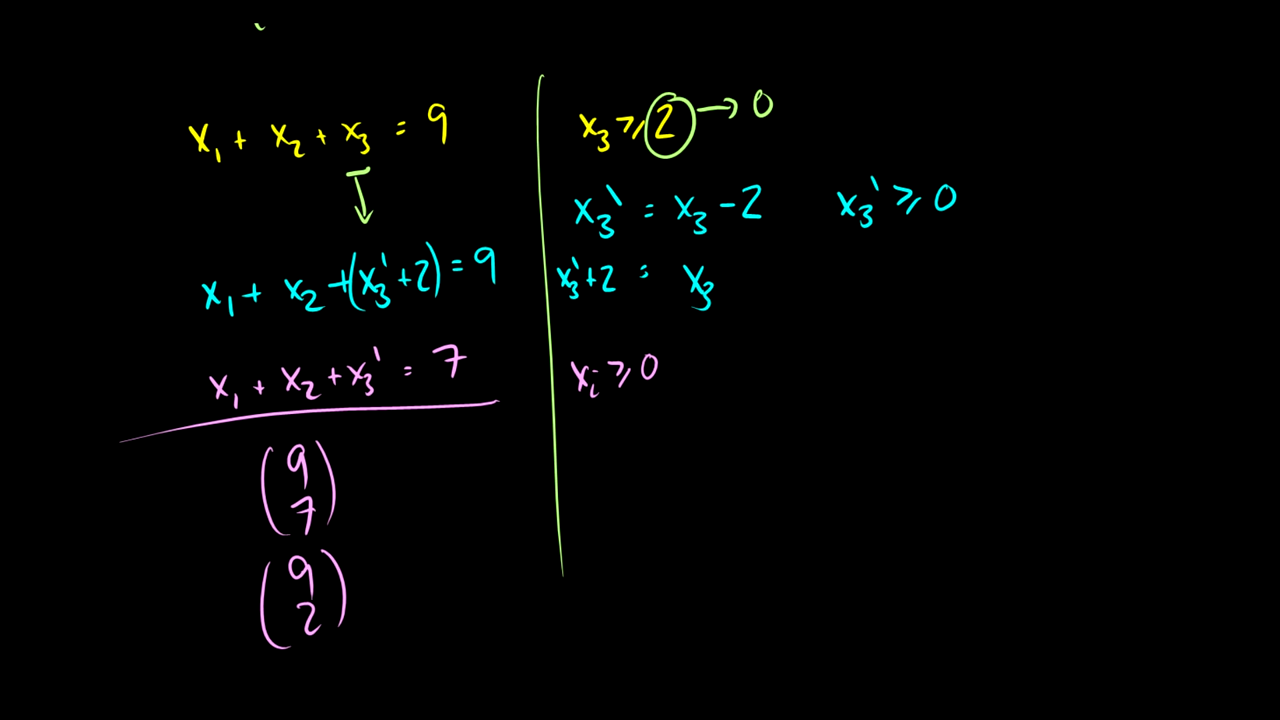 x₁ + x₂ + x₃ = 9
x₁ + x₂ + (x₃' + 2) = 9
x₁ + x₂ + x₃' = 7
(9
7)
(9
2)
x₃ ⩾ 2 → 0
x₃' = x₃ - 2 x₃' ⩾ 0
x₃' + 2 = x₃
xᵢ ⩾ 0